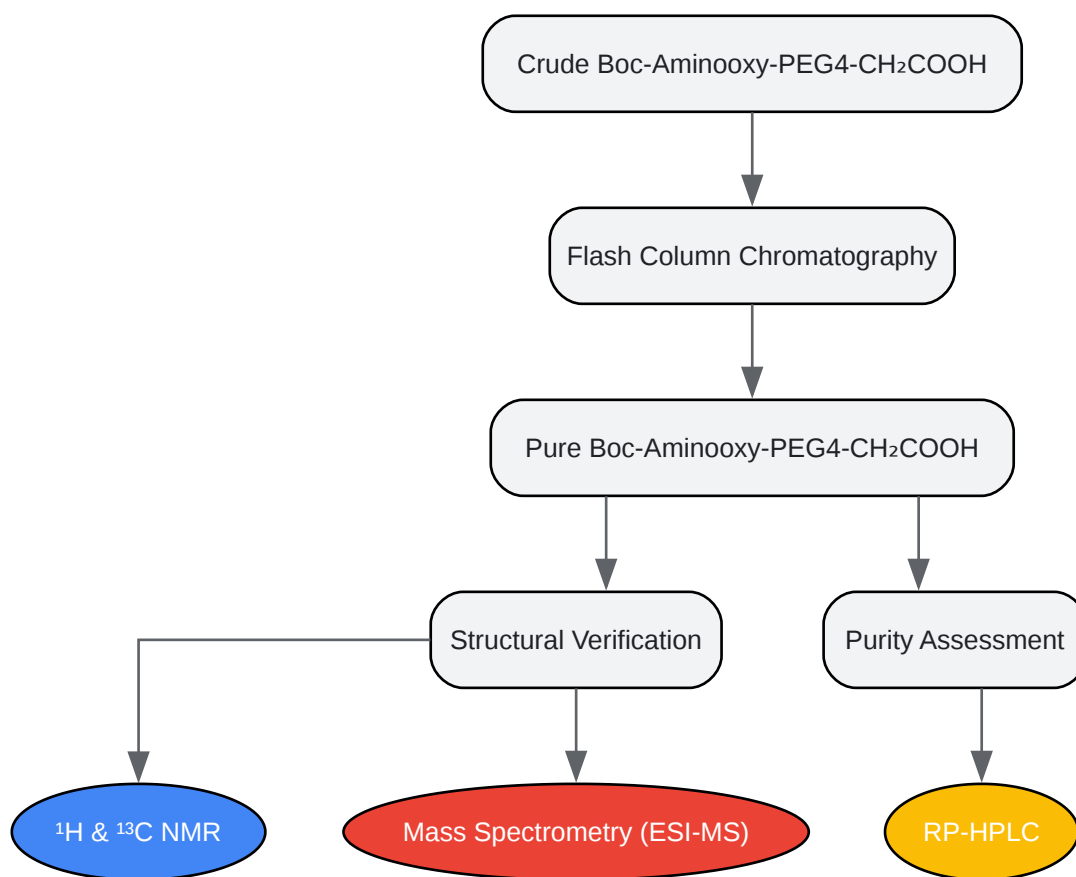 Crude Boc-Aminooxy-PEG4-CH₂COOH
Flash Column Chromatography
Pure Boc-Aminooxy-PEG4-CH₂COOH
Structural Verification
Purity Assessment
¹H & ¹³C NMR
Mass Spectrometry (ESI-MS)
RP-HPLC